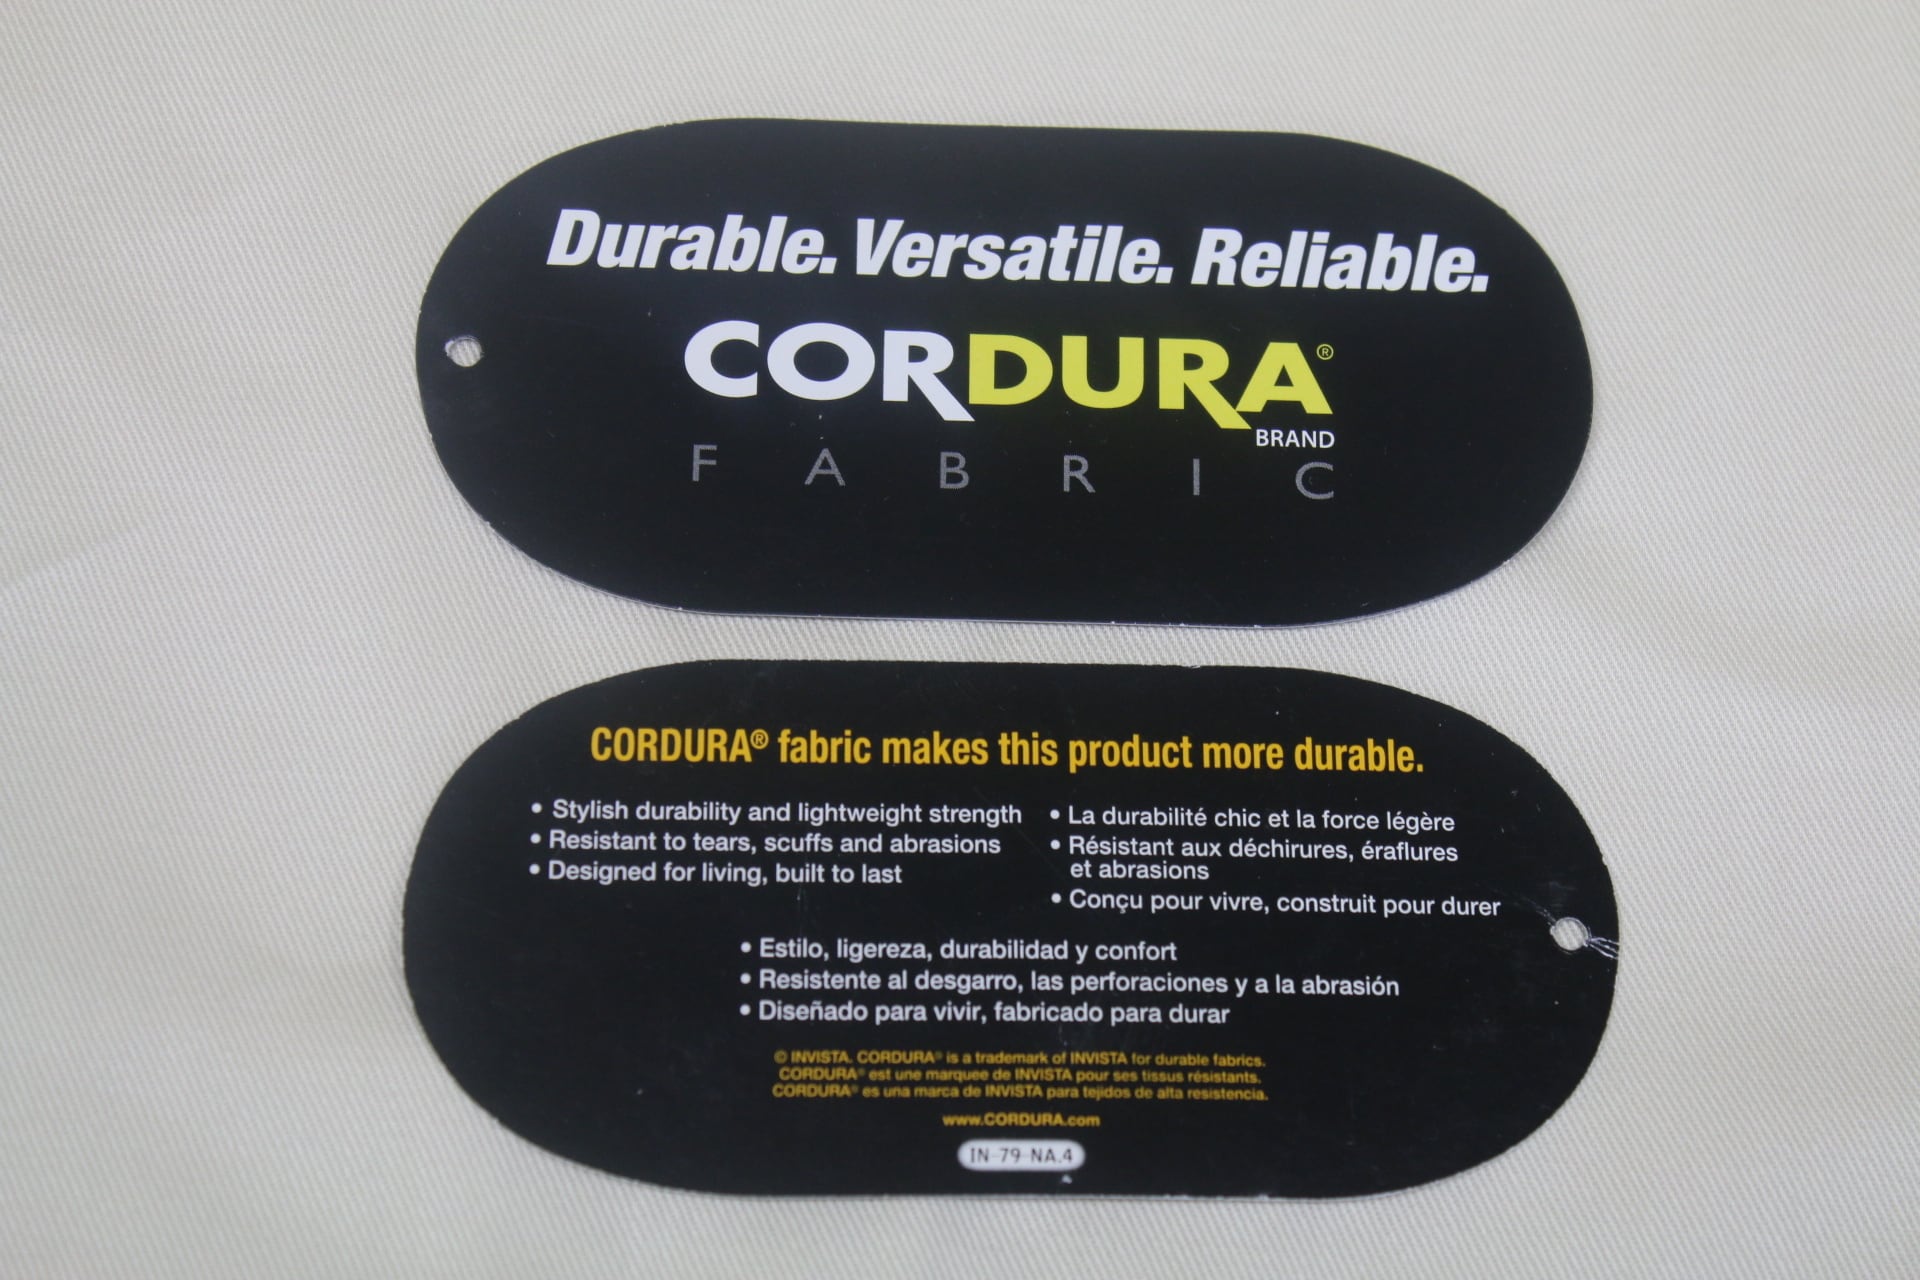 Durable. Versatile. Reliable.
CORDURA®
BRAND
FABRIC
CORDURA® fabric makes this product more durable.
• Stylish durability and lightweight strength
• Resistant to tears, scuffs and abrasions
• Designed for living, built to last
• La durabilité chic et la force légère
• Résistant aux déchirures, éraflures
et abrasions
• Conçu pour vivre, construit pour durer
• Estilo, ligereza, durabilidad y confort
• Resistente al desgarro, las perforaciones y a la abrasión
• Diseñado para vivir, fabricado para durar
© INVISTA. CORDURA® is a trademark of INVISTA for durable fabrics.
CORDURA® est une marquee de INVISTA pour ses tissus résistants.
CORDURA® es una marca de INVISTA para tejidos de alta resistencia.
www.CORDURA.com
IN-79-NA.4